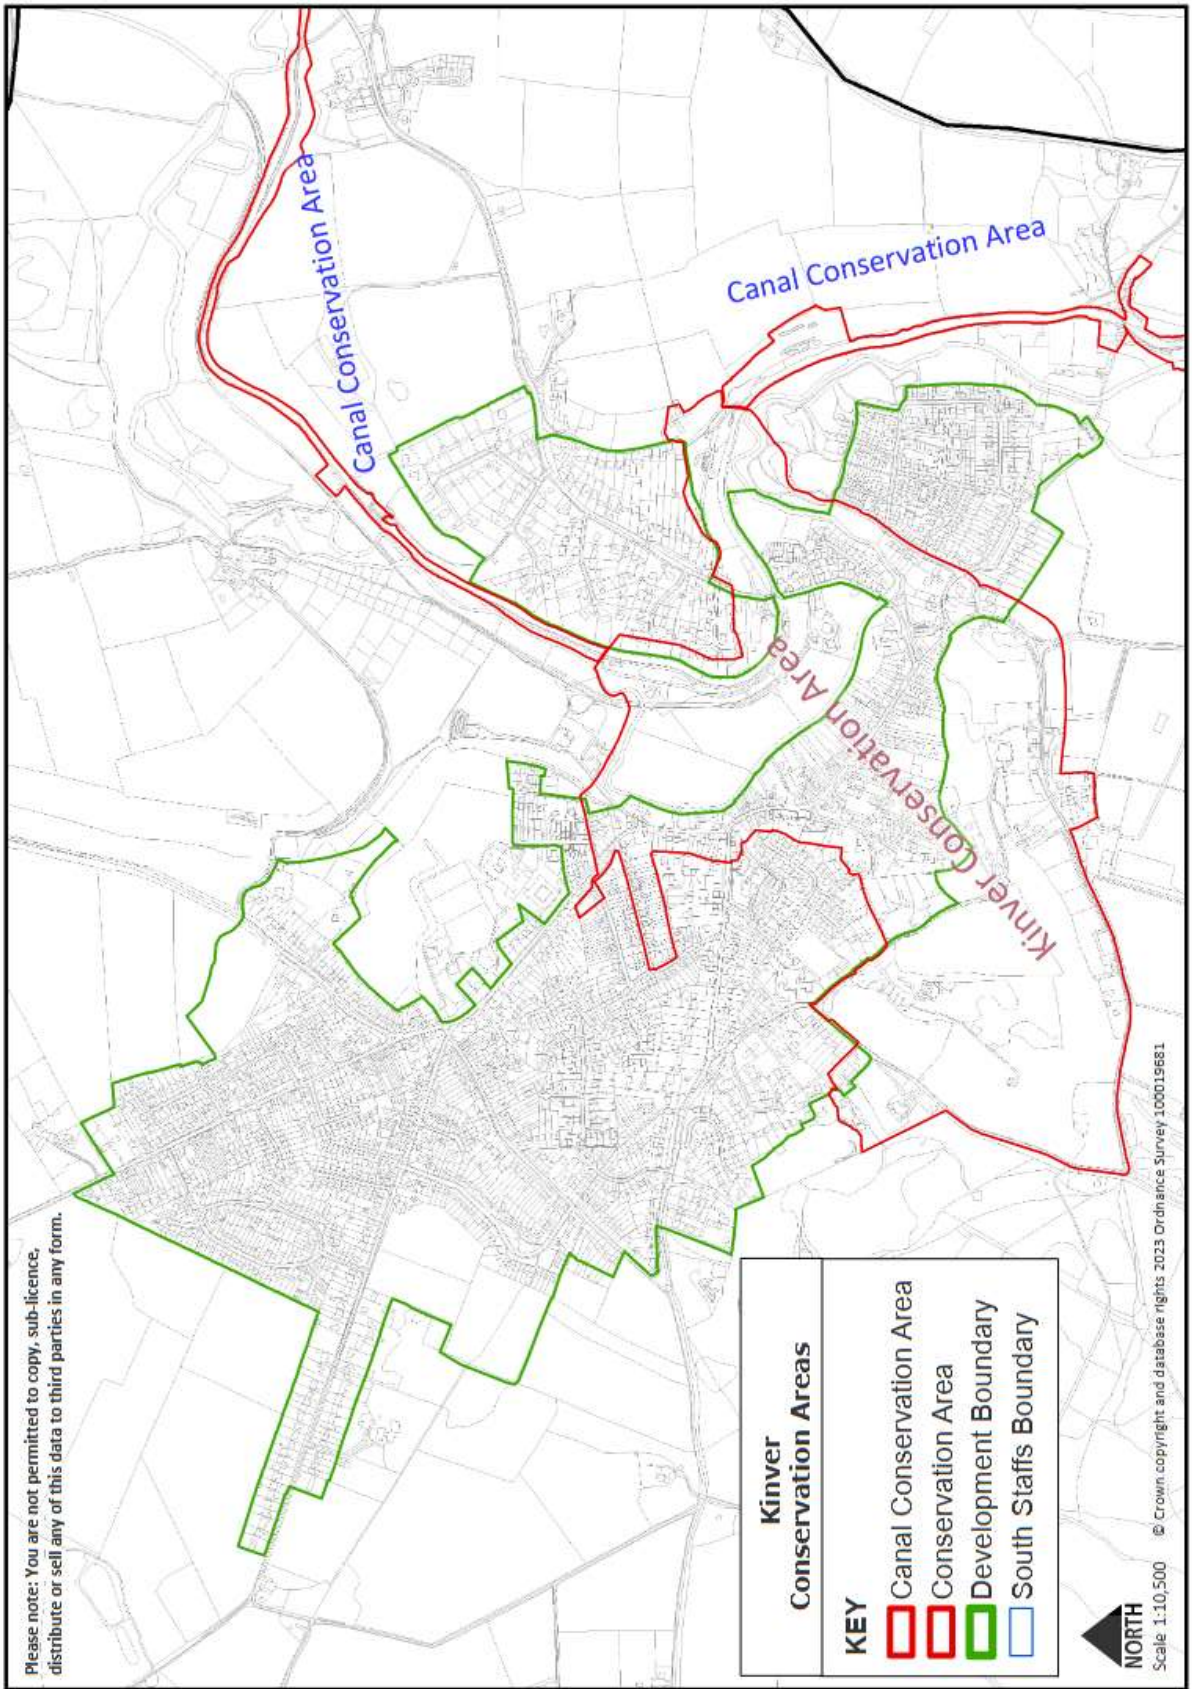 Please note: You are not permitted to copy, sub-licence,
distribute or sell any of this data to third parties in any form.
Canal Conservation Area
Canal Conservation Area
Kinver Conservation Area
Kinver
Conservation Areas
KEY
Canal Conservation Area
Conservation Area
Development Boundary
South Staffs Boundary
NORTH
Scale 1:10,500 © Crown copyright and database rights 2023 Ordnance Survey 100019681